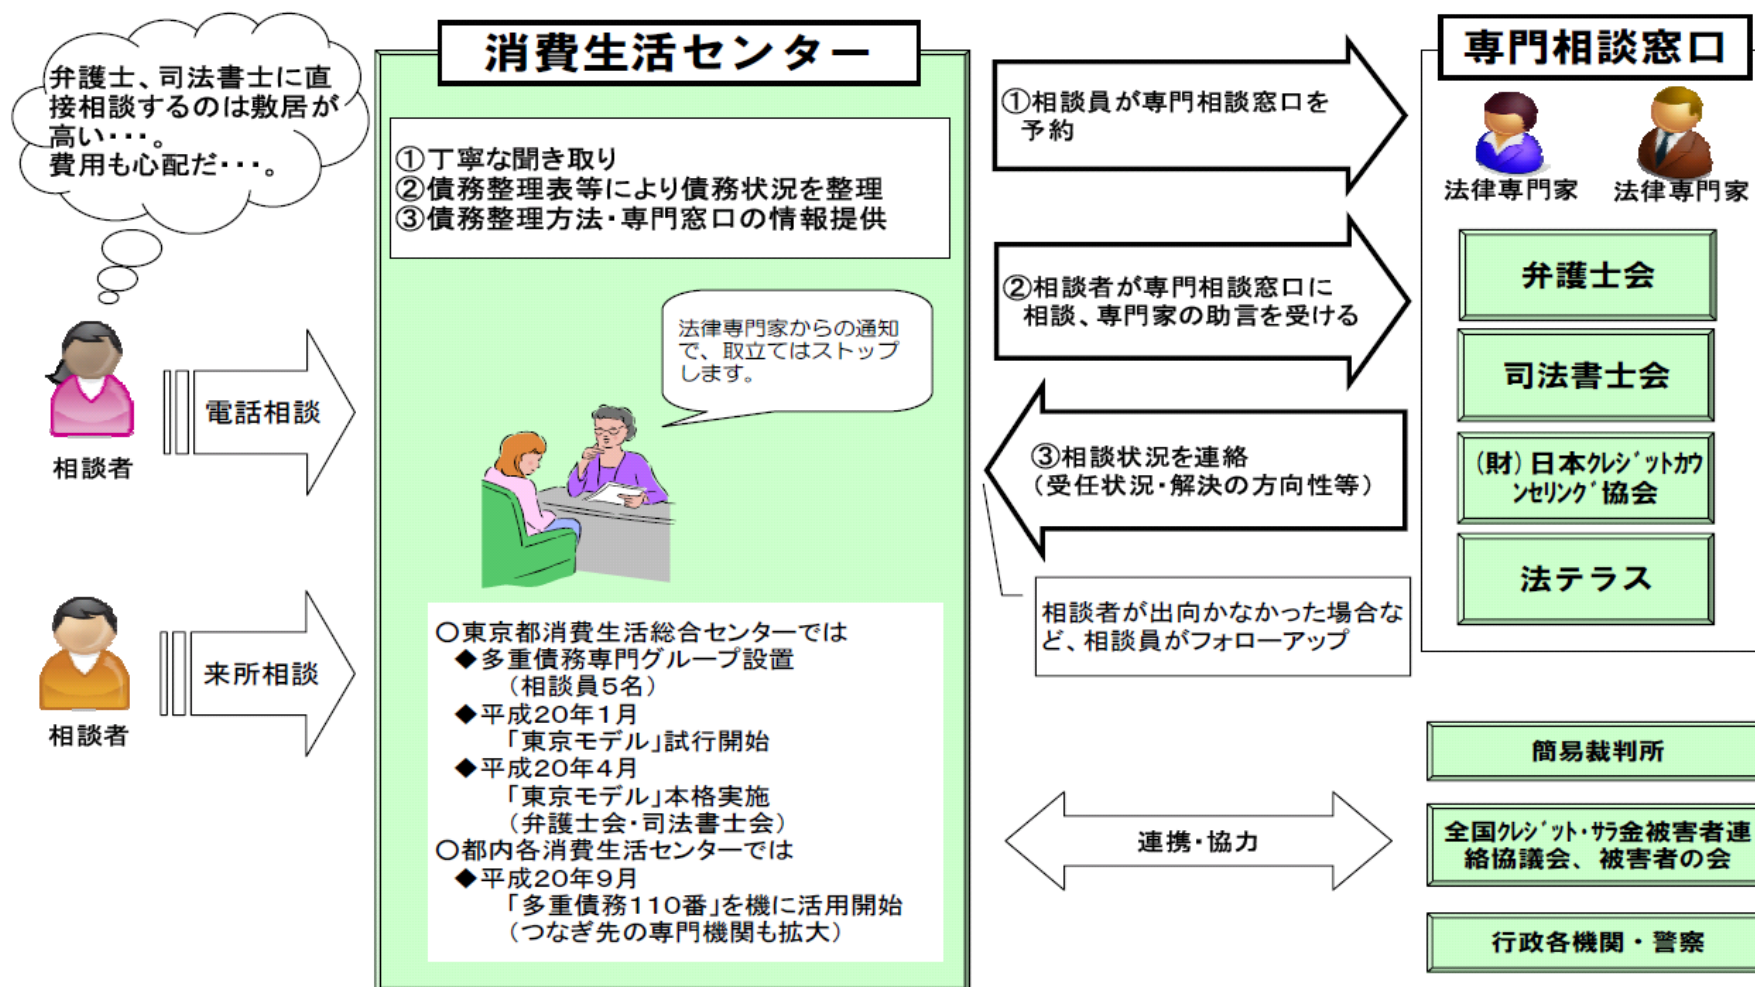 弁護士、司法書士に直
接相談するのは敷居が
高い・・・。
費用も心配だ・・・。
相談者
電話相談
相談者
来所相談
消費生活センター
①丁寧な聞き取り
②債務整理表等により債務状況を整理
③債務整理方法・専門窓口の情報提供
法律専門家からの通知
で、取立てはストップ
します。
○東京都消費生活総合センターでは
◆多重債務専門グループ設置
（相談員5名）
◆平成20年1月
「東京モデル」試行開始
◆平成20年4月
「東京モデル」本格実施
（弁護士会・司法書士会）
○都内各消費生活センターでは
◆平成20年9月
「多重債務110番」を機に活用開始
（つなぎ先の専門機関も拡大）
①相談員が専門相談窓口を
予約
②相談者が専門相談窓口に
相談、専門家の助言を受ける
③相談状況を連絡
（受任状況・解決の方向性等）
相談者が出向かなかった場合な
ど、相談員がフォローアップ
連携・協力
専門相談窓口
法律専門家 法律専門家
弁護士会
司法書士会
（財）日本ｸﾚｼﾞｯﾄｶｳ
ﾝｾﾘﾝｸﾞ協会
法テラス
簡易裁判所
全国ｸﾚｼﾞｯﾄ・ｻﾗ金被害者連
絡協議会、被害者の会
行政各機関・警察